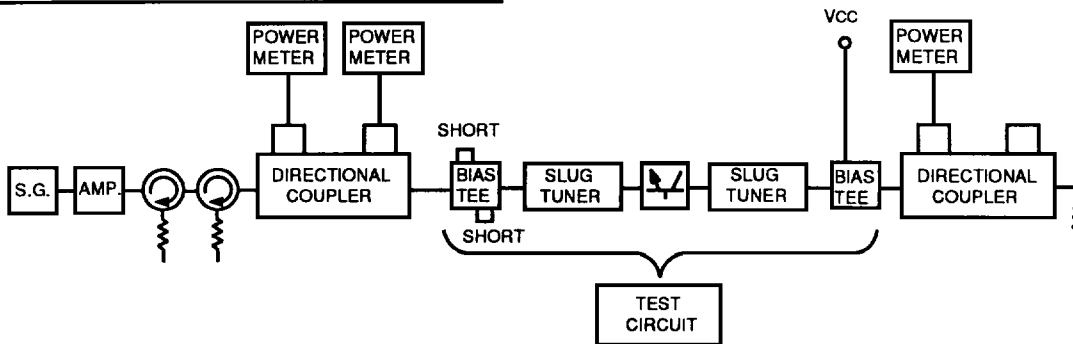 VCC
POWER
METER
POWER
METER
POWER
METER
SHORT
S.G.
AMP.
DIRECTIONAL
COUPLER
BIAS
TEE
SLUG
TUNER
SLUG
TUNER
BIAS
TEE
DIRECTIONAL
COUPLER
SHORT
TEST
CIRCUIT